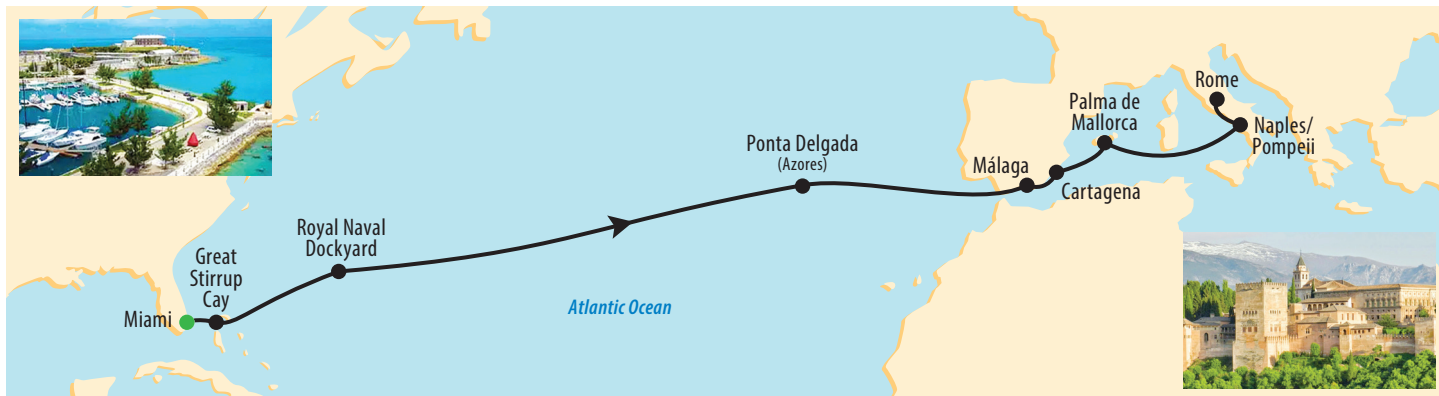 Miami
Great
Stirrup
Cay
Royal Naval
Dockyard
Atlantic Ocean
Ponta Delgada
(Azores)
Málaga
Cartagena
Palma de
Mallorca
Naples/
Pompeii
Rome